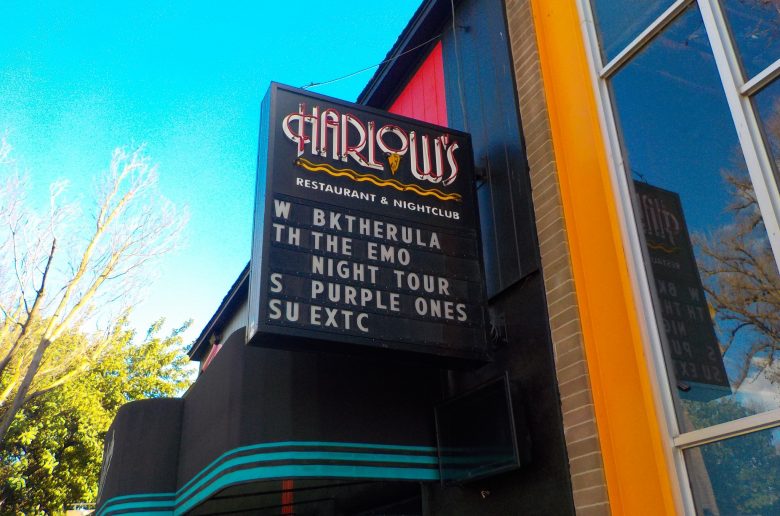 HARLOW'S
RESTAURANT & NIGHTCLUB
W BKTHERULA
TH THE EMO
NIGHT TOUR
S PURPLE ONES
SU EXTC